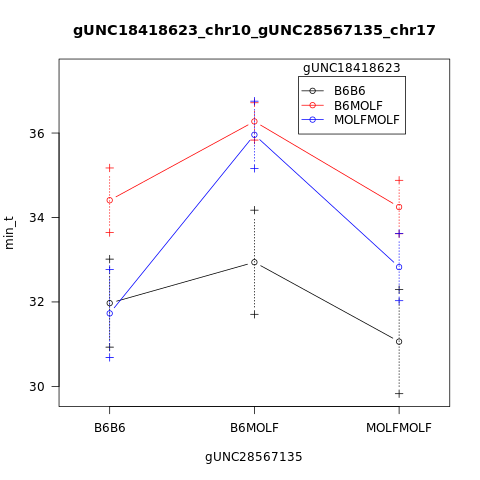 gUNC18418623_chr10_gUNC28567135_chr17
gUNC18418623
B6B6
B6MOLF
MOLFMOLF
36
34
32
30
min_t
B6B6
B6MOLF
MOLFMOLF
gUNC28567135